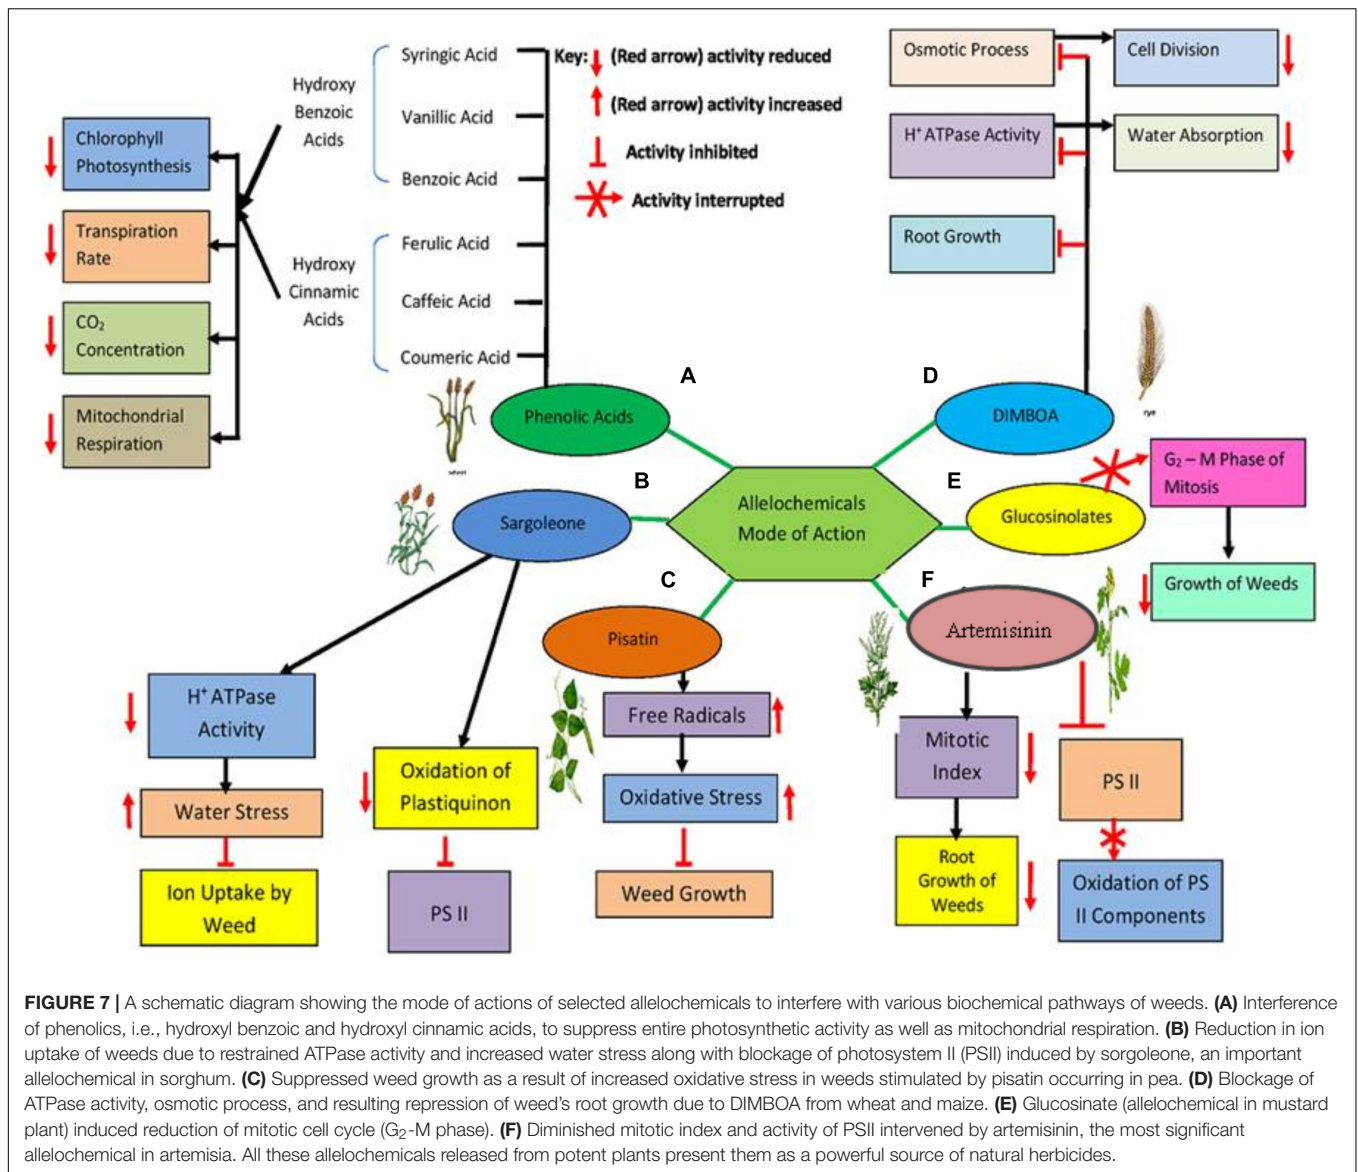 Syringic Acid
Vanillic Acid
Benzoic Acid
Hydroxy
Benzoic
Acids
Ferulic Acid
Caffeic Acid
Coumeric Acid
Hydroxy
Cinnamic
Acids
Chlorophyll
Photosynthesis
Transpiration
Rate
CO₂
Concentration
Mitochondrial
Respiration
Key: (Red arrow) activity reduced
(Red arrow) activity increased
Activity inhibited
Activity interrupted
Osmotic Process
Cell Division
H⁺ ATPase Activity
Water Absorption
Root Growth
A
Phenolic Acids
wheat
D
DIMBOA
rye
B
Sargoleone
Allelochemicals
Mode of Action
E
Glucosinolates
G₂ – M Phase of
Mitosis
Growth of Weeds
C
Pisatin
F
Artemisinin
H⁺ ATPase
Activity
Water Stress
Ion Uptake by
Weed
Oxidation of
Plastiquinon
PS II
Free Radicals
Oxidative Stress
Weed Growth
Mitotic
Index
Root
Growth of
Weeds
PS II
Oxidation of PS
II Components
FIGURE 7 | A schematic diagram showing the mode of actions of selected allelochemicals to interfere with various biochemical pathways of weeds. (A) Interference
of phenolics, i.e., hydroxyl benzoic and hydroxyl cinnamic acids, to suppress entire photosynthetic activity as well as mitochondrial respiration. (B) Reduction in ion
uptake of weeds due to restrained ATPase activity and increased water stress along with blockage of photosystem II (PSII) induced by sorgoleone, an important
allelochemical in sorghum. (C) Suppressed weed growth as a result of increased oxidative stress in weeds stimulated by pisatin occurring in pea. (D) Blockage of
ATPase activity, osmotic process, and resulting repression of weed's root growth due to DIMBOA from wheat and maize. (E) Glucosinate (allelochemical in mustard
plant) induced reduction of mitotic cell cycle (G₂-M phase). (F) Diminished mitotic index and activity of PSII intervened by artemisinin, the most significant
allelochemical in artemisia. All these allelochemicals released from potent plants present them as a powerful source of natural herbicides.